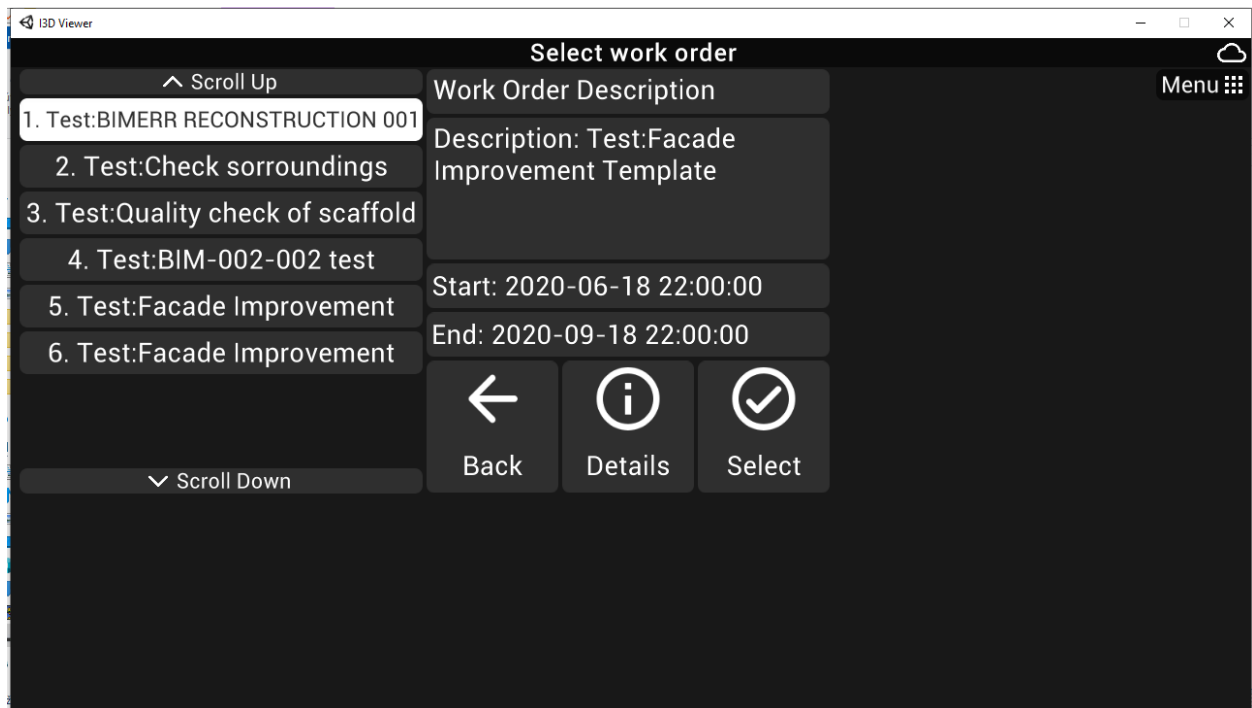 I3D Viewer
Select work order
Menu
Scroll Up
1. Test:BIMERR RECONSTRUCTION 001
2. Test:Check sorroundings
3. Test:Quality check of scaffold
4. Test:BIM-002-002 test
5. Test:Facade Improvement
6. Test:Facade Improvement
Scroll Down
Work Order Description
Description: Test:Facade
Improvement Template
Start: 2020-06-18 22:00:00
End: 2020-09-18 22:00:00
Back Details Select